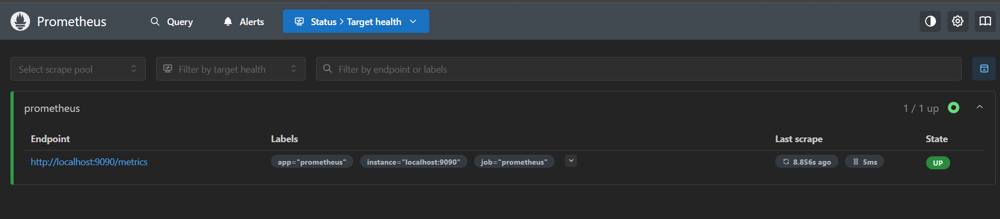 Prometheus Query Alerts Status > Target health
Select scrape pool Filter by target health Filter by endpoint or labels
prometheus 1 / 1 up
Endpoint Labels Last scrape State
http://localhost:9090/metrics app="prometheus" instance="localhost:9090" job="prometheus" 8.856s ago 5ms UP